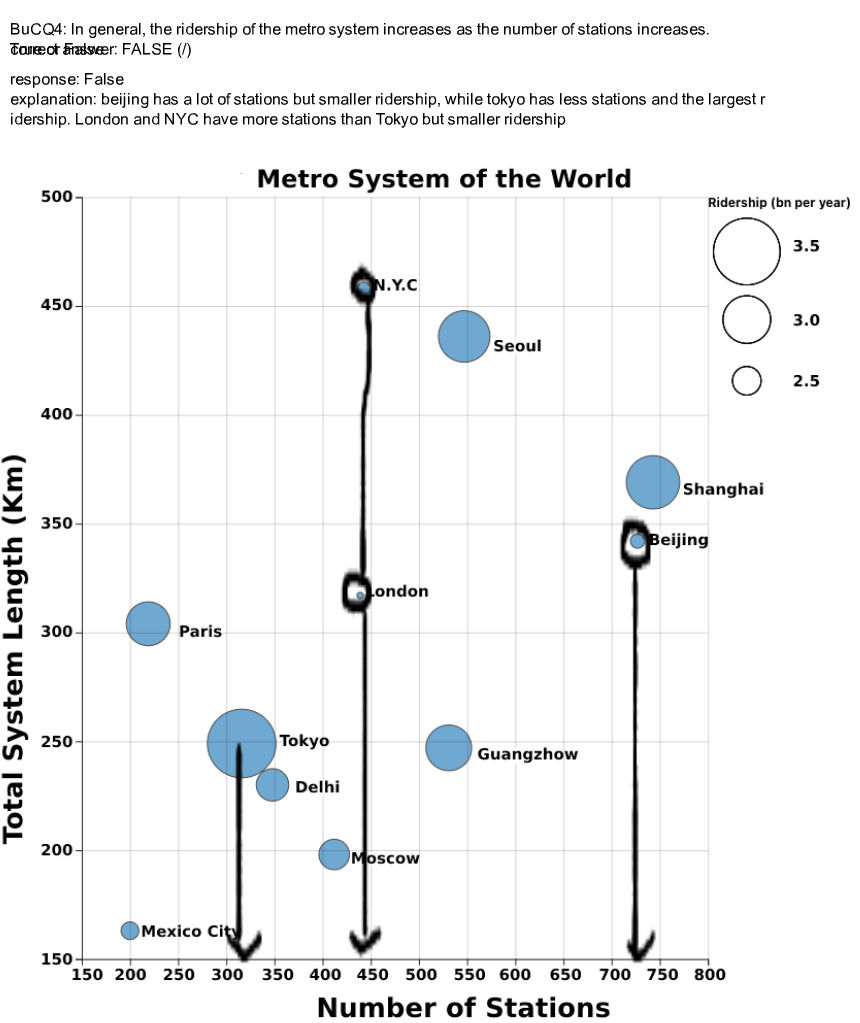 BuCQ4: In general, the ridership of the metro system increases as the number of stations increases.
True or False
correct answer: FALSE (/)
response: False
explanation: beijing has a lot of stations but smaller ridership, while tokyo has less stations and the largest r
idership. London and NYC have more stations than Tokyo but smaller ridership
Metro System of the World
Ridership (bn per year)
3.5
3.0
2.5
Total System Length (Km)
500
450
400
350
300
250
200
150
N.Y.C
Seoul
Shanghai
Beijing
London
Paris
Tokyo
Guangzhow
Delhi
Moscow
Mexico City
150 200 250 300 350 400 450 500 550 600 650 700 750 800
Number of Stations